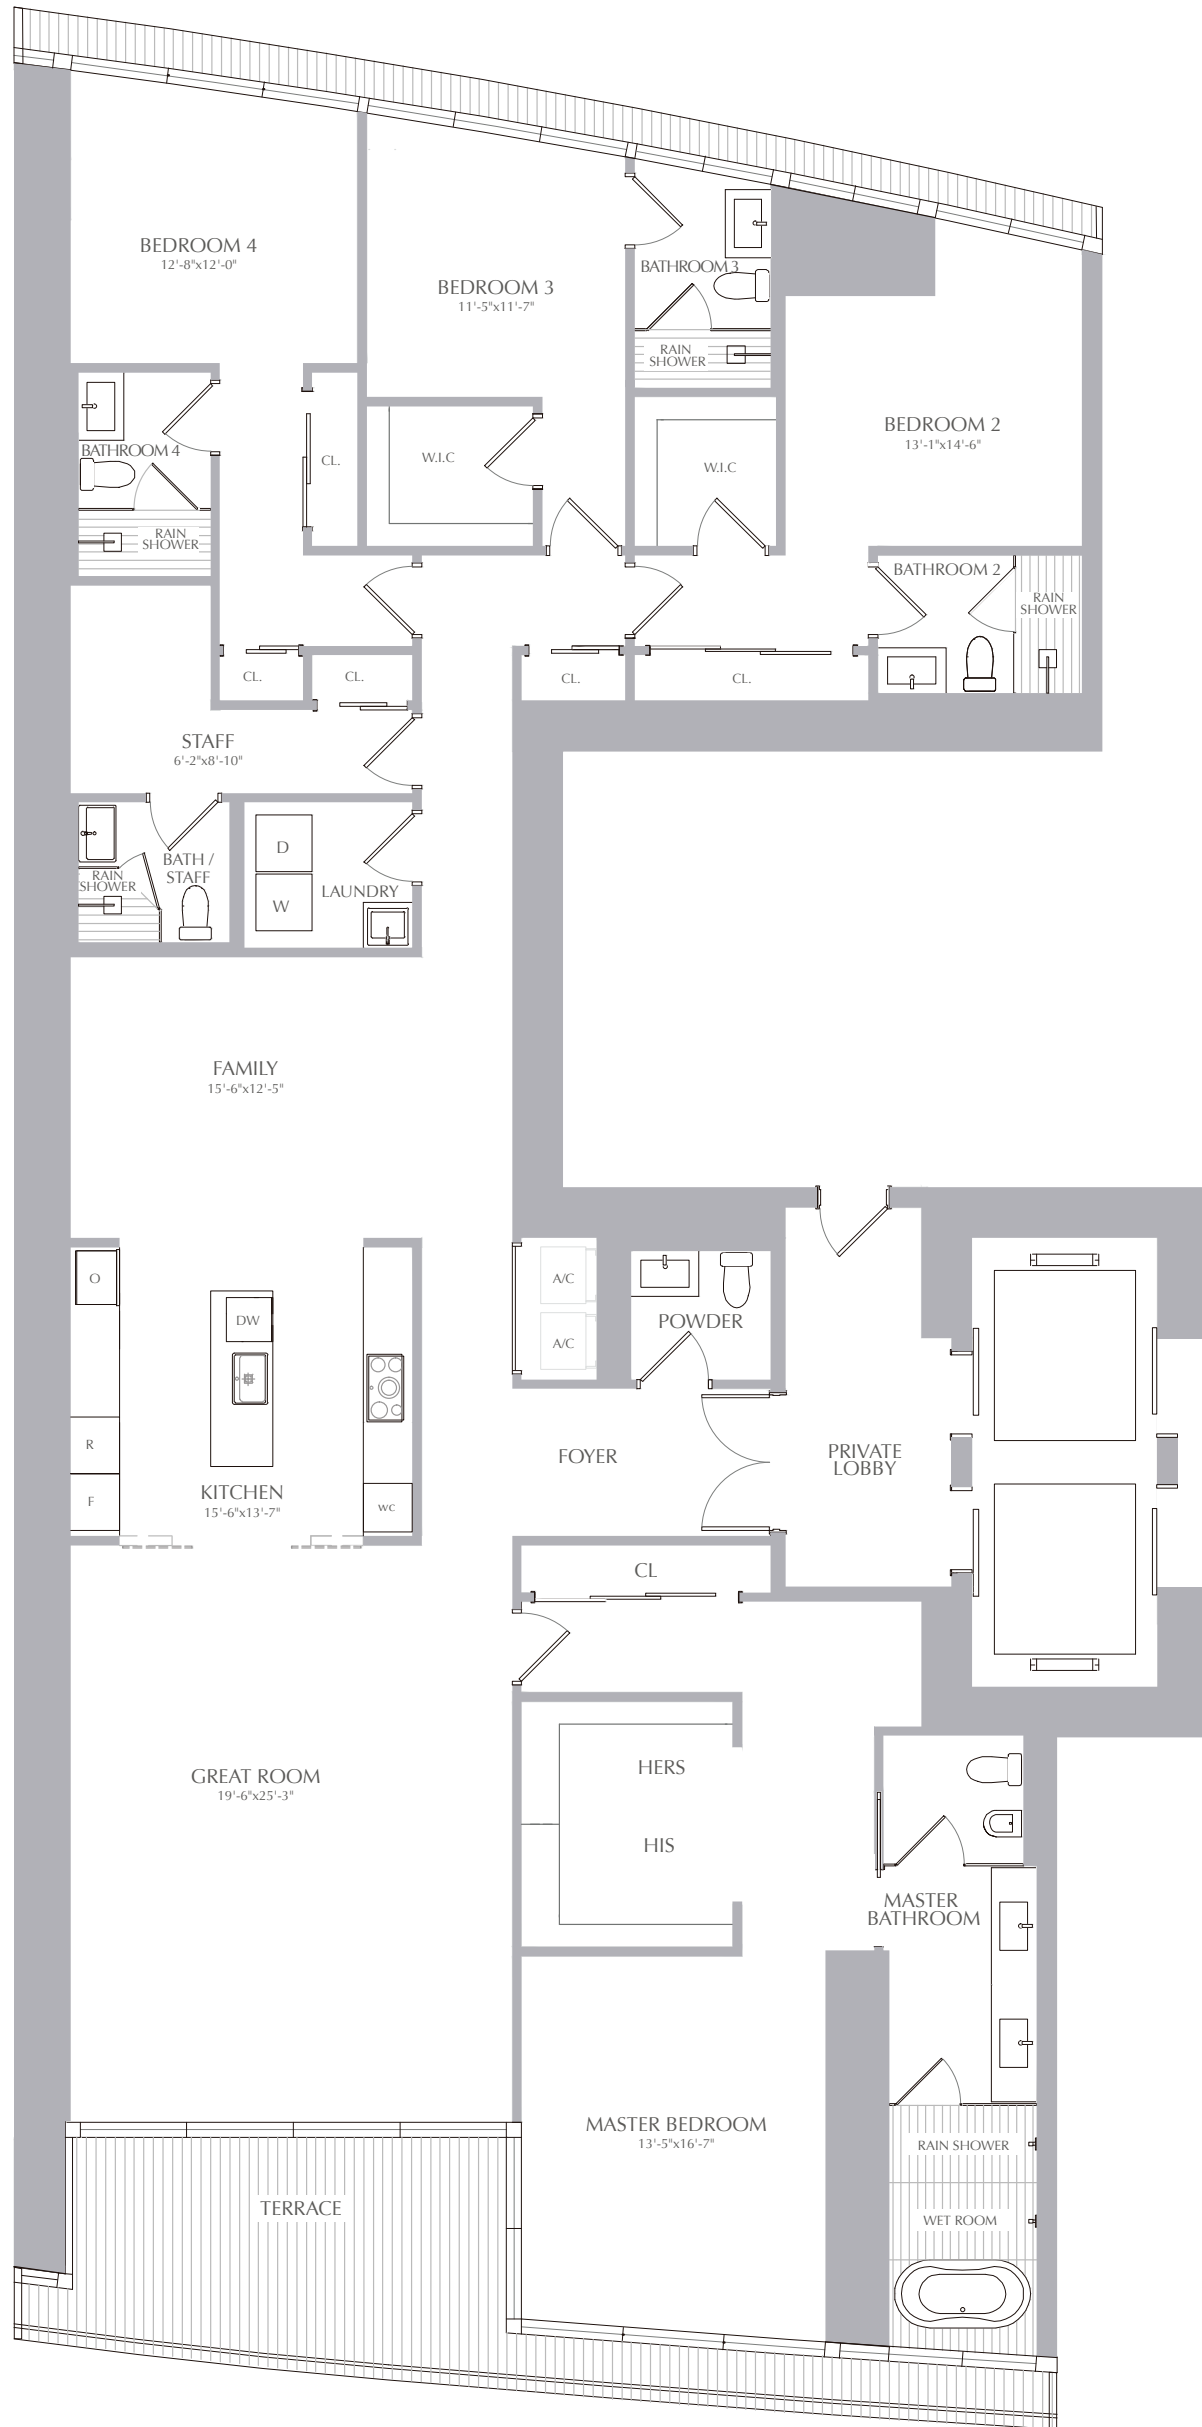 BEDROOM 4
12'-8"x12'-0"
BEDROOM 3
11'-5"x11'-7"
BATHROOM 3
RAIN
SHOWER
BEDROOM 2
13'-1"x14'-6"
BATHROOM 4
RAIN
SHOWER
CL.
W.I.C
W.I.C
BATHROOM 2
RAIN
SHOWER
CL.
CL.
CL.
CL.
STAFF
6'-2"x8'-10"
BATH /
STAFF
RAIN
SHOWER
D
W
LAUNDRY
FAMILY
15'-6"x12'-5"
O
DW
R
F
KITCHEN
15'-6"x13'-7"
wc
A/C
A/C
POWDER
FOYER
PRIVATE
LOBBY
CL
GREAT ROOM
19'-6"x25'-3"
HERS
HIS
MASTER
BATHROOM
MASTER BEDROOM
13'-5"x16'-7"
RAIN SHOWER
WET ROOM
TERRACE